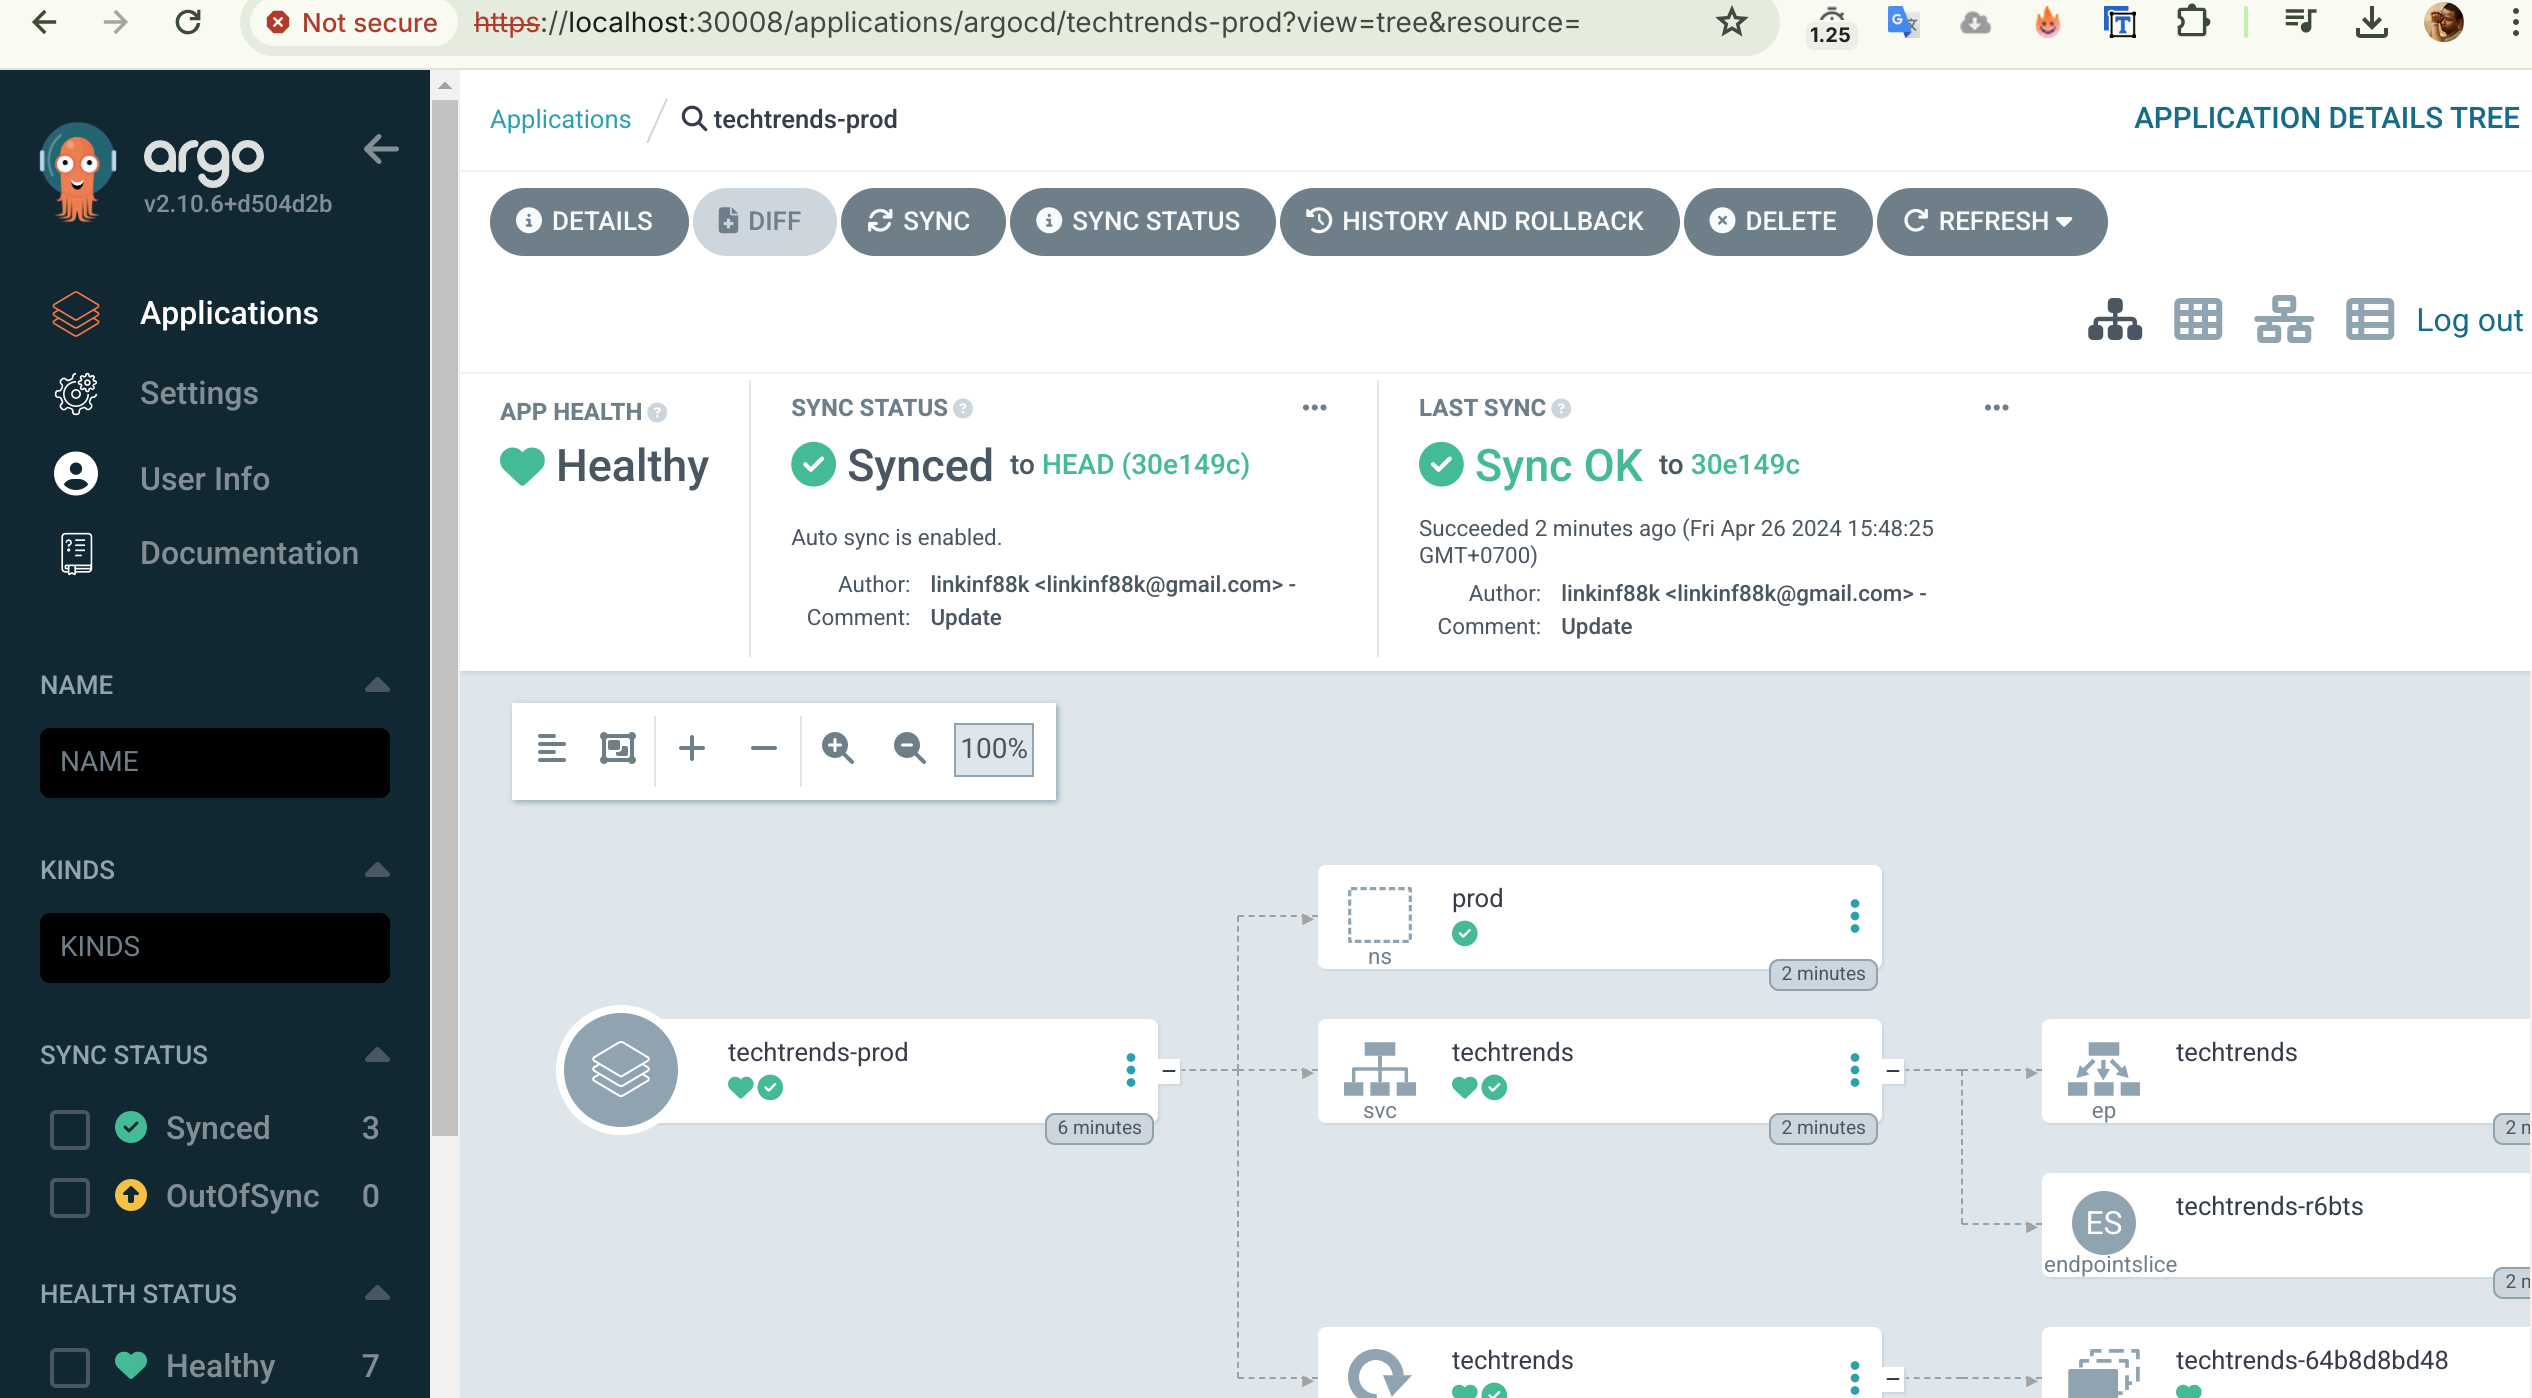 Not secure https://localhost:30008/applications/argocd/techtrends-prod?view=tree&resource= 1.25
argo
v2.10.6+d504d2b
Applications
Settings
User Info
Documentation
NAME
NAME
KINDS
KINDS
SYNC STATUS
Synced 3
OutOfSync 0
HEALTH STATUS
Healthy 7
Applications / techtrends-prod
APPLICATION DETAILS TREE
DETAILS DIFF SYNC SYNC STATUS HISTORY AND ROLLBACK DELETE REFRESH
Log out
APP HEALTH
Healthy
SYNC STATUS
Synced to HEAD (30e149c)
Auto sync is enabled.
Author: linkinf88k <linkinf88k@gmail.com> -
Comment: Update
LAST SYNC
Sync OK to 30e149c
Succeeded 2 minutes ago (Fri Apr 26 2024 15:48:25
GMT+0700)
Author: linkinf88k <linkinf88k@gmail.com> -
Comment: Update
100%
techtrends-prod
6 minutes
prod
ns
2 minutes
techtrends
svc
2 minutes
techtrends
techtrends
ep
2
ES
techtrends-r6bts
endpointslice
2
techtrends-64b8d8bd48